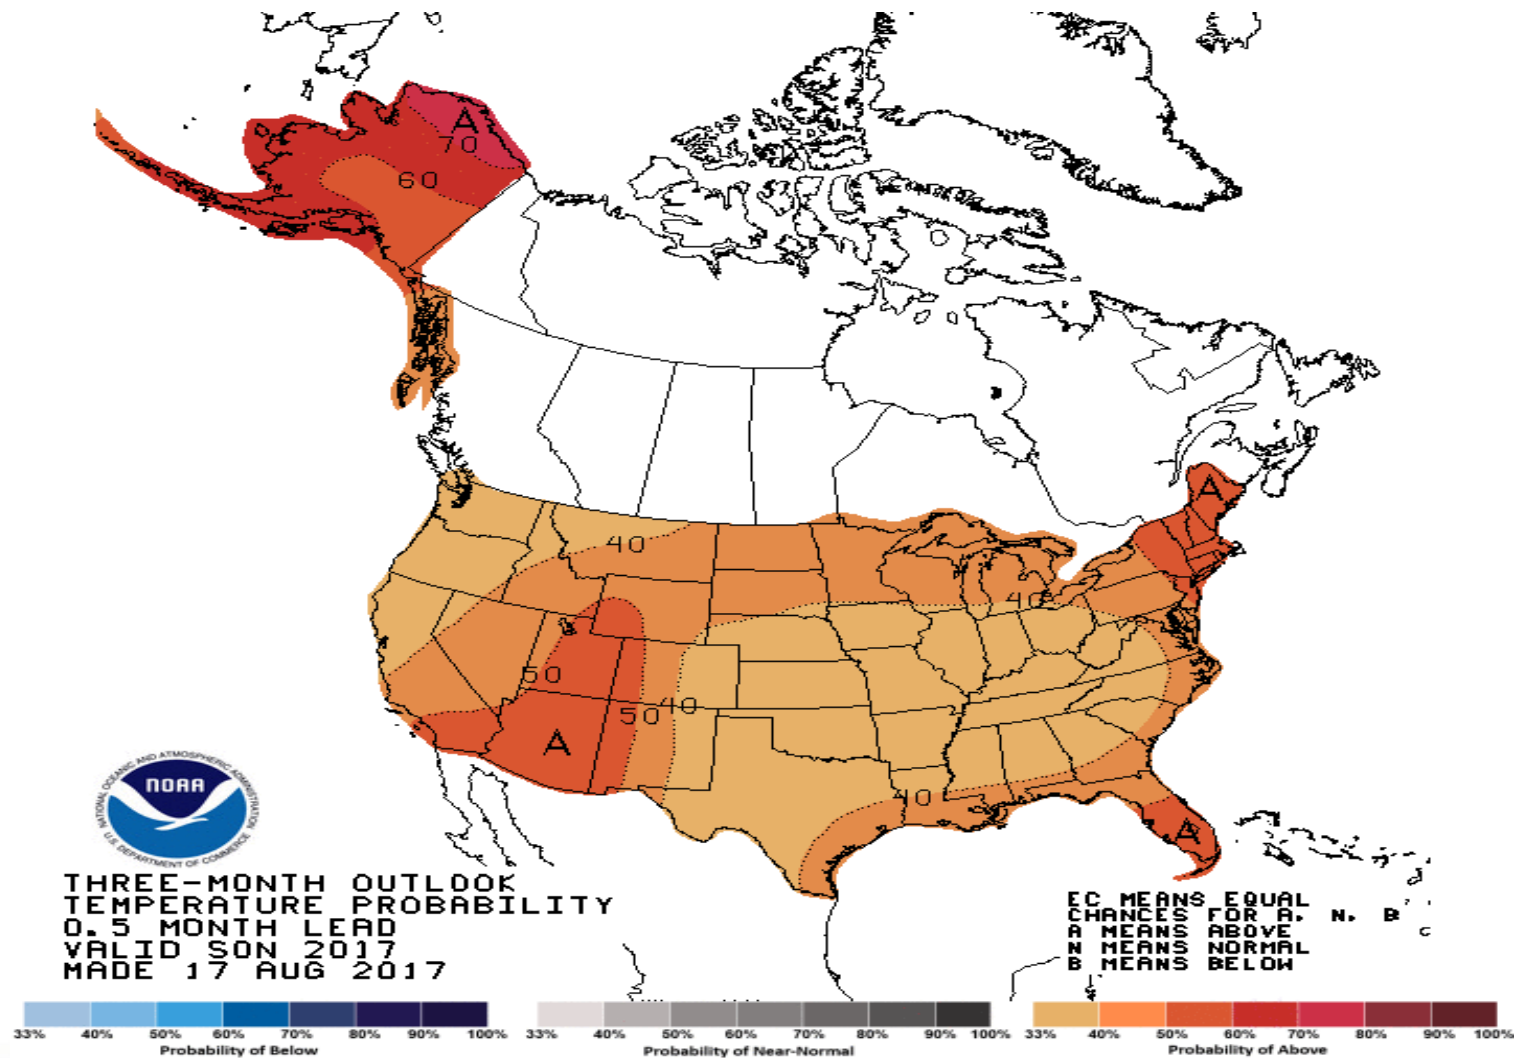 A
70
60
A
40
40
50
50
40
A
40
A
NATIONAL OCEANIC AND ATMOSPHERIC ADMINISTRATION
NOAA
U.S. DEPARTMENT OF COMMERCE
THREE-MONTH OUTLOOK
TEMPERATURE PROBABILITY
0.5 MONTH LEAD
VALID SON 2017
MADE 17 AUG 2017
EC MEANS EQUAL
CHANCES FOR A, N, B
A MEANS ABOVE
N MEANS NORMAL
B MEANS BELOW
33% 40% 50% 60% 70% 80% 90% 100%
Probability of Below
33% 40% 50% 60% 70% 80% 90% 100%
Probability of Near-Normal
33% 40% 50% 60% 70% 80% 90% 100%
Probability of Above